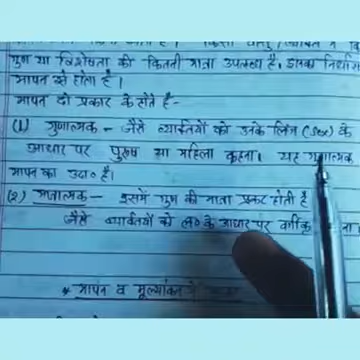 गुण या विशेषता की कितनी मात्रा उपलब्ध है। इसका निर्धारण
मापन से होता है।
मापन दो प्रकार के होते है -
(1) गुणात्मक - जैसे व्यक्तियों को उनके लिंग (Sex) के
आधार पर पुरूष या महिला कहना। यह गुणात्मक
मापन का उदा० है।
(2) मात्रात्मक - इसमें गुण की मात्रा प्रकट होती है
जैसे व्यक्तियों को के आधार पर
* मापन व मूल्यांकन